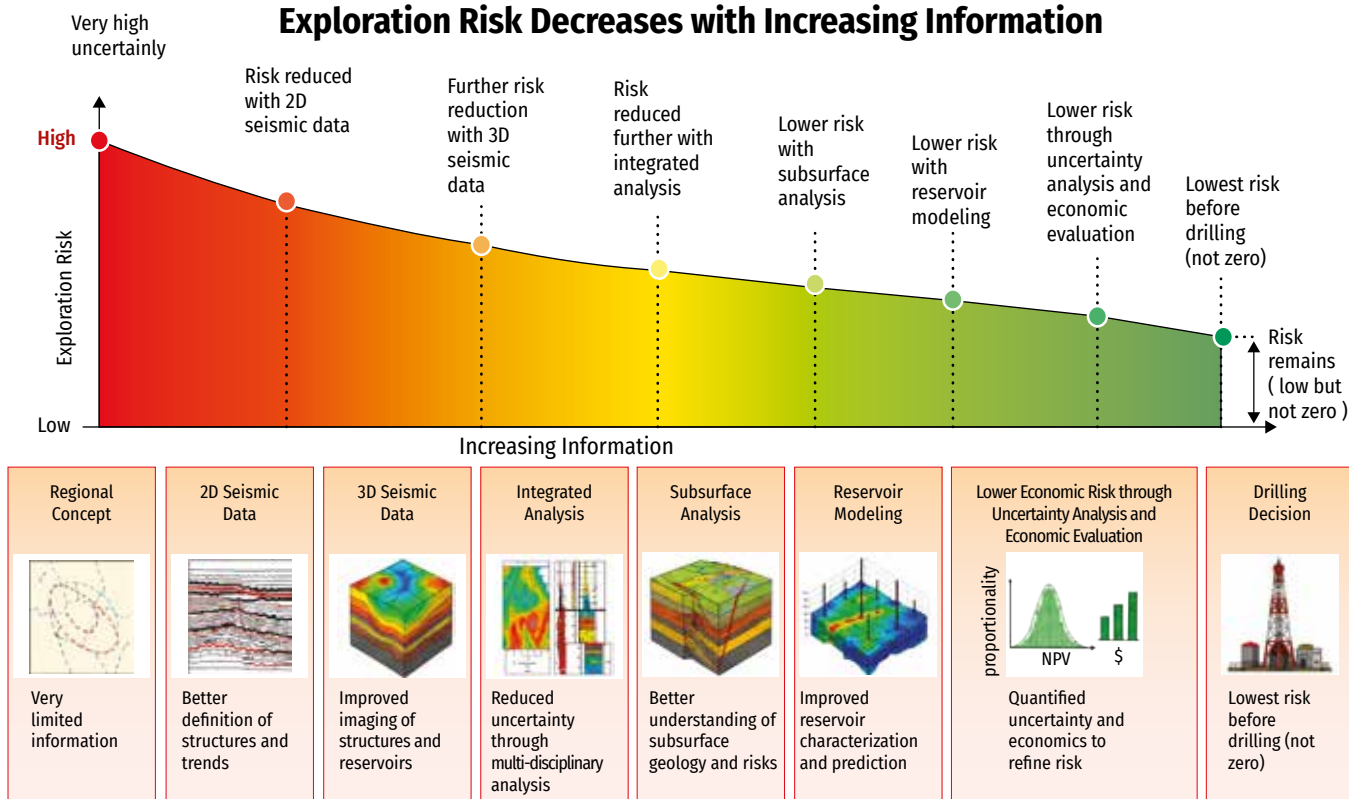 Exploration Risk Decreases with Increasing Information
Very high
uncertainly
Risk reduced
with 2D
seismic data
Further risk
reduction
with 3D
seismic
data
Risk
reduced
further with
integrated
analysis
Lower risk
with
subsurface
analysis
Lower risk
with
reservoir
modeling
Lower risk
through
uncertainty
analysis and
economic
evaluation
Lowest risk
before
drilling
(not zero)
High
Exploration Risk
Low
Risk
remains
( low but
not zero )
Increasing Information
Regional
Concept
Very
limited
information
2D Seismic
Data
Better
definition of
structures and
trends
3D Seismic
Data
Improved
imaging of
structures and
reservoirs
Integrated
Analysis
Reduced
uncertainty
through
multi-disciplinary
analysis
Subsurface
Analysis
Better
understanding of
subsurface
geology and risks
Reservoir
Modeling
Improved
reservoir
characterization
and prediction
Lower Economic Risk through
Uncertainty Analysis and
Economic Evaluation
proportionality
NPV
$
Quantified
uncertainty and
economics to
refine risk
Drilling
Decision
Lowest risk
before
drilling (not
zero)